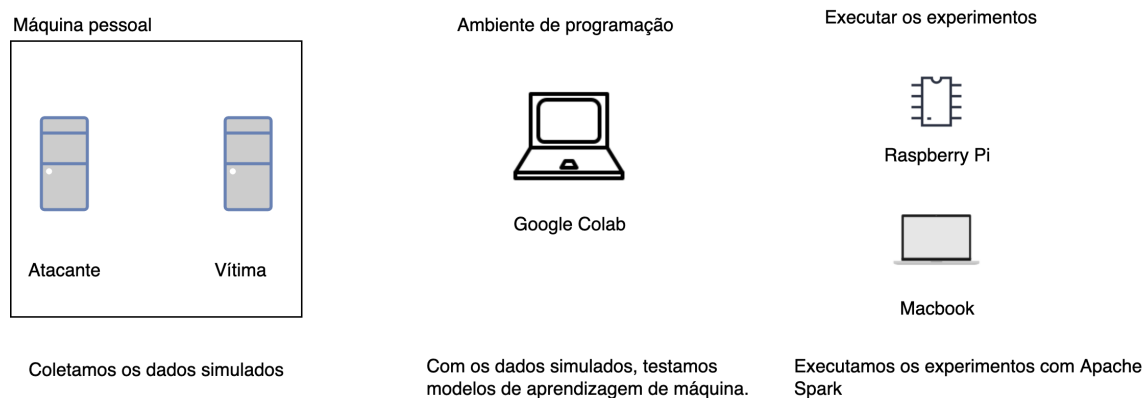 Máquina pessoal
Atacante
Vítima
Coletamos os dados simulados
Ambiente de programação
Google Colab
Com os dados simulados, testamos
modelos de aprendizagem de máquina.
Executar os experimentos
Raspberry Pi
Macbook
Executamos os experimentos com Apache
Spark